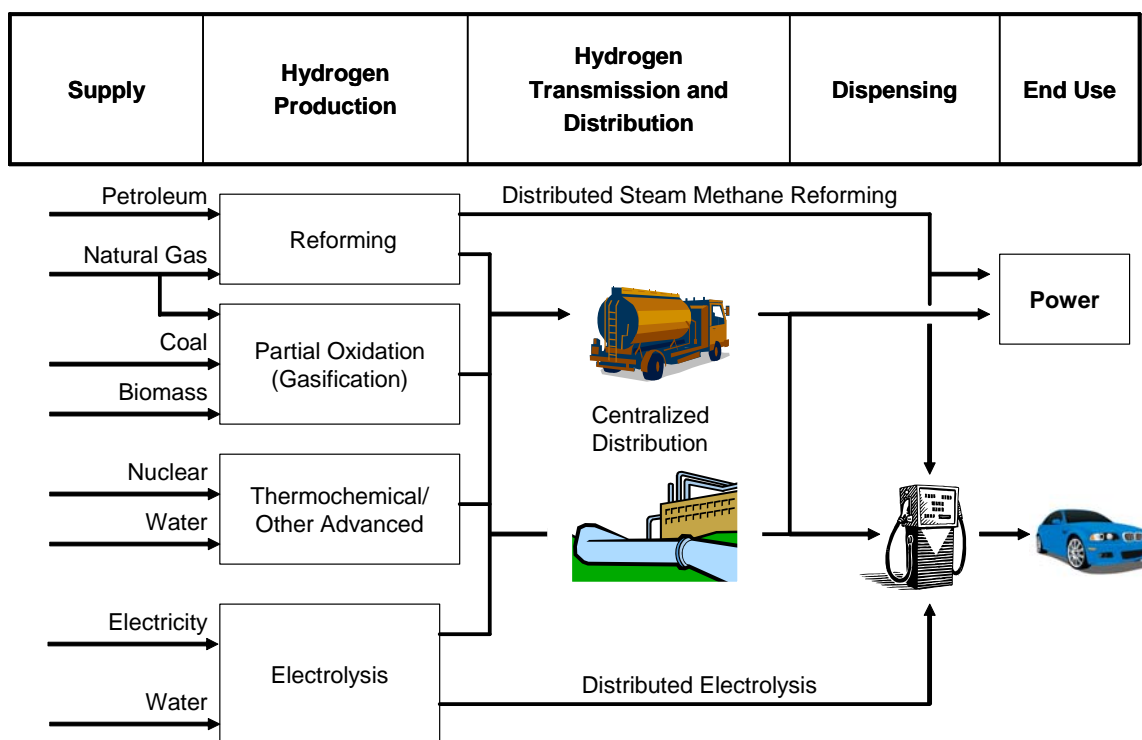 Supply
Hydrogen
Production
Hydrogen
Transmission and
Distribution
Dispensing
End Use
Petroleum
Natural Gas
Coal
Biomass
Nuclear
Water
Electricity
Water
Reforming
Partial Oxidation
(Gasification)
Thermochemical/
Other Advanced
Electrolysis
Distributed Steam Methane Reforming
Centralized
Distribution
Distributed Electrolysis
Power